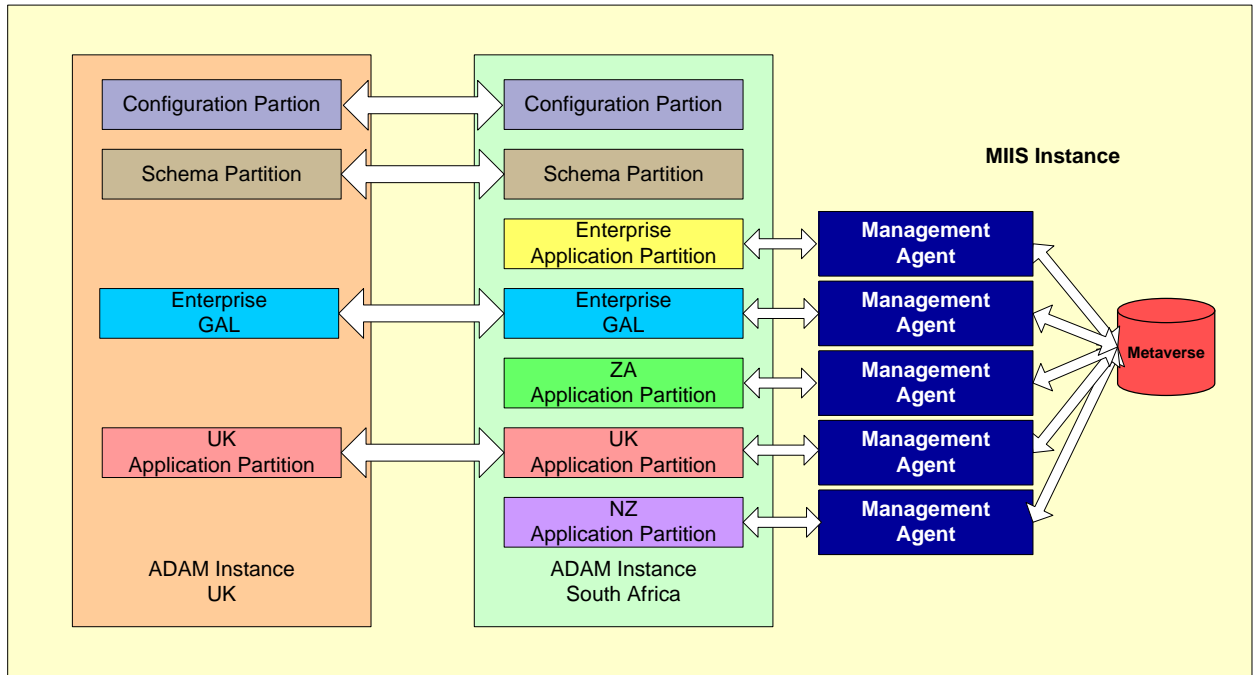 Configuration Partion
Schema Partition
Enterprise
GAL
UK
Application Partition
ADAM Instance
UK
Configuration Partion
Schema Partition
Enterprise
Application Partition
Enterprise
GAL
ZA
Application Partition
UK
Application Partition
NZ
Application Partition
ADAM Instance
South Africa
MIIS Instance
Management
Agent
Management
Agent
Management
Agent
Management
Agent
Management
Agent
Metaverse